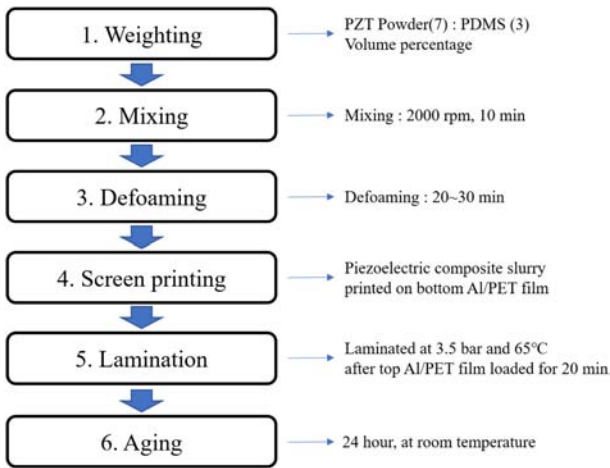 1. Weighting
PZT Powder(7) : PDMS (3)
Volume percentage
2. Mixing
Mixing : 2000 rpm, 10 min
3. Defoaming
Defoaming : 20~30 min
4. Screen printing
Piezoelectric composite slurry
printed on bottom Al/PET film
5. Lamination
Laminated at 3.5 bar and 65℃
after top Al/PET film loaded for 20 min
6. Aging
24 hour, at room temperature